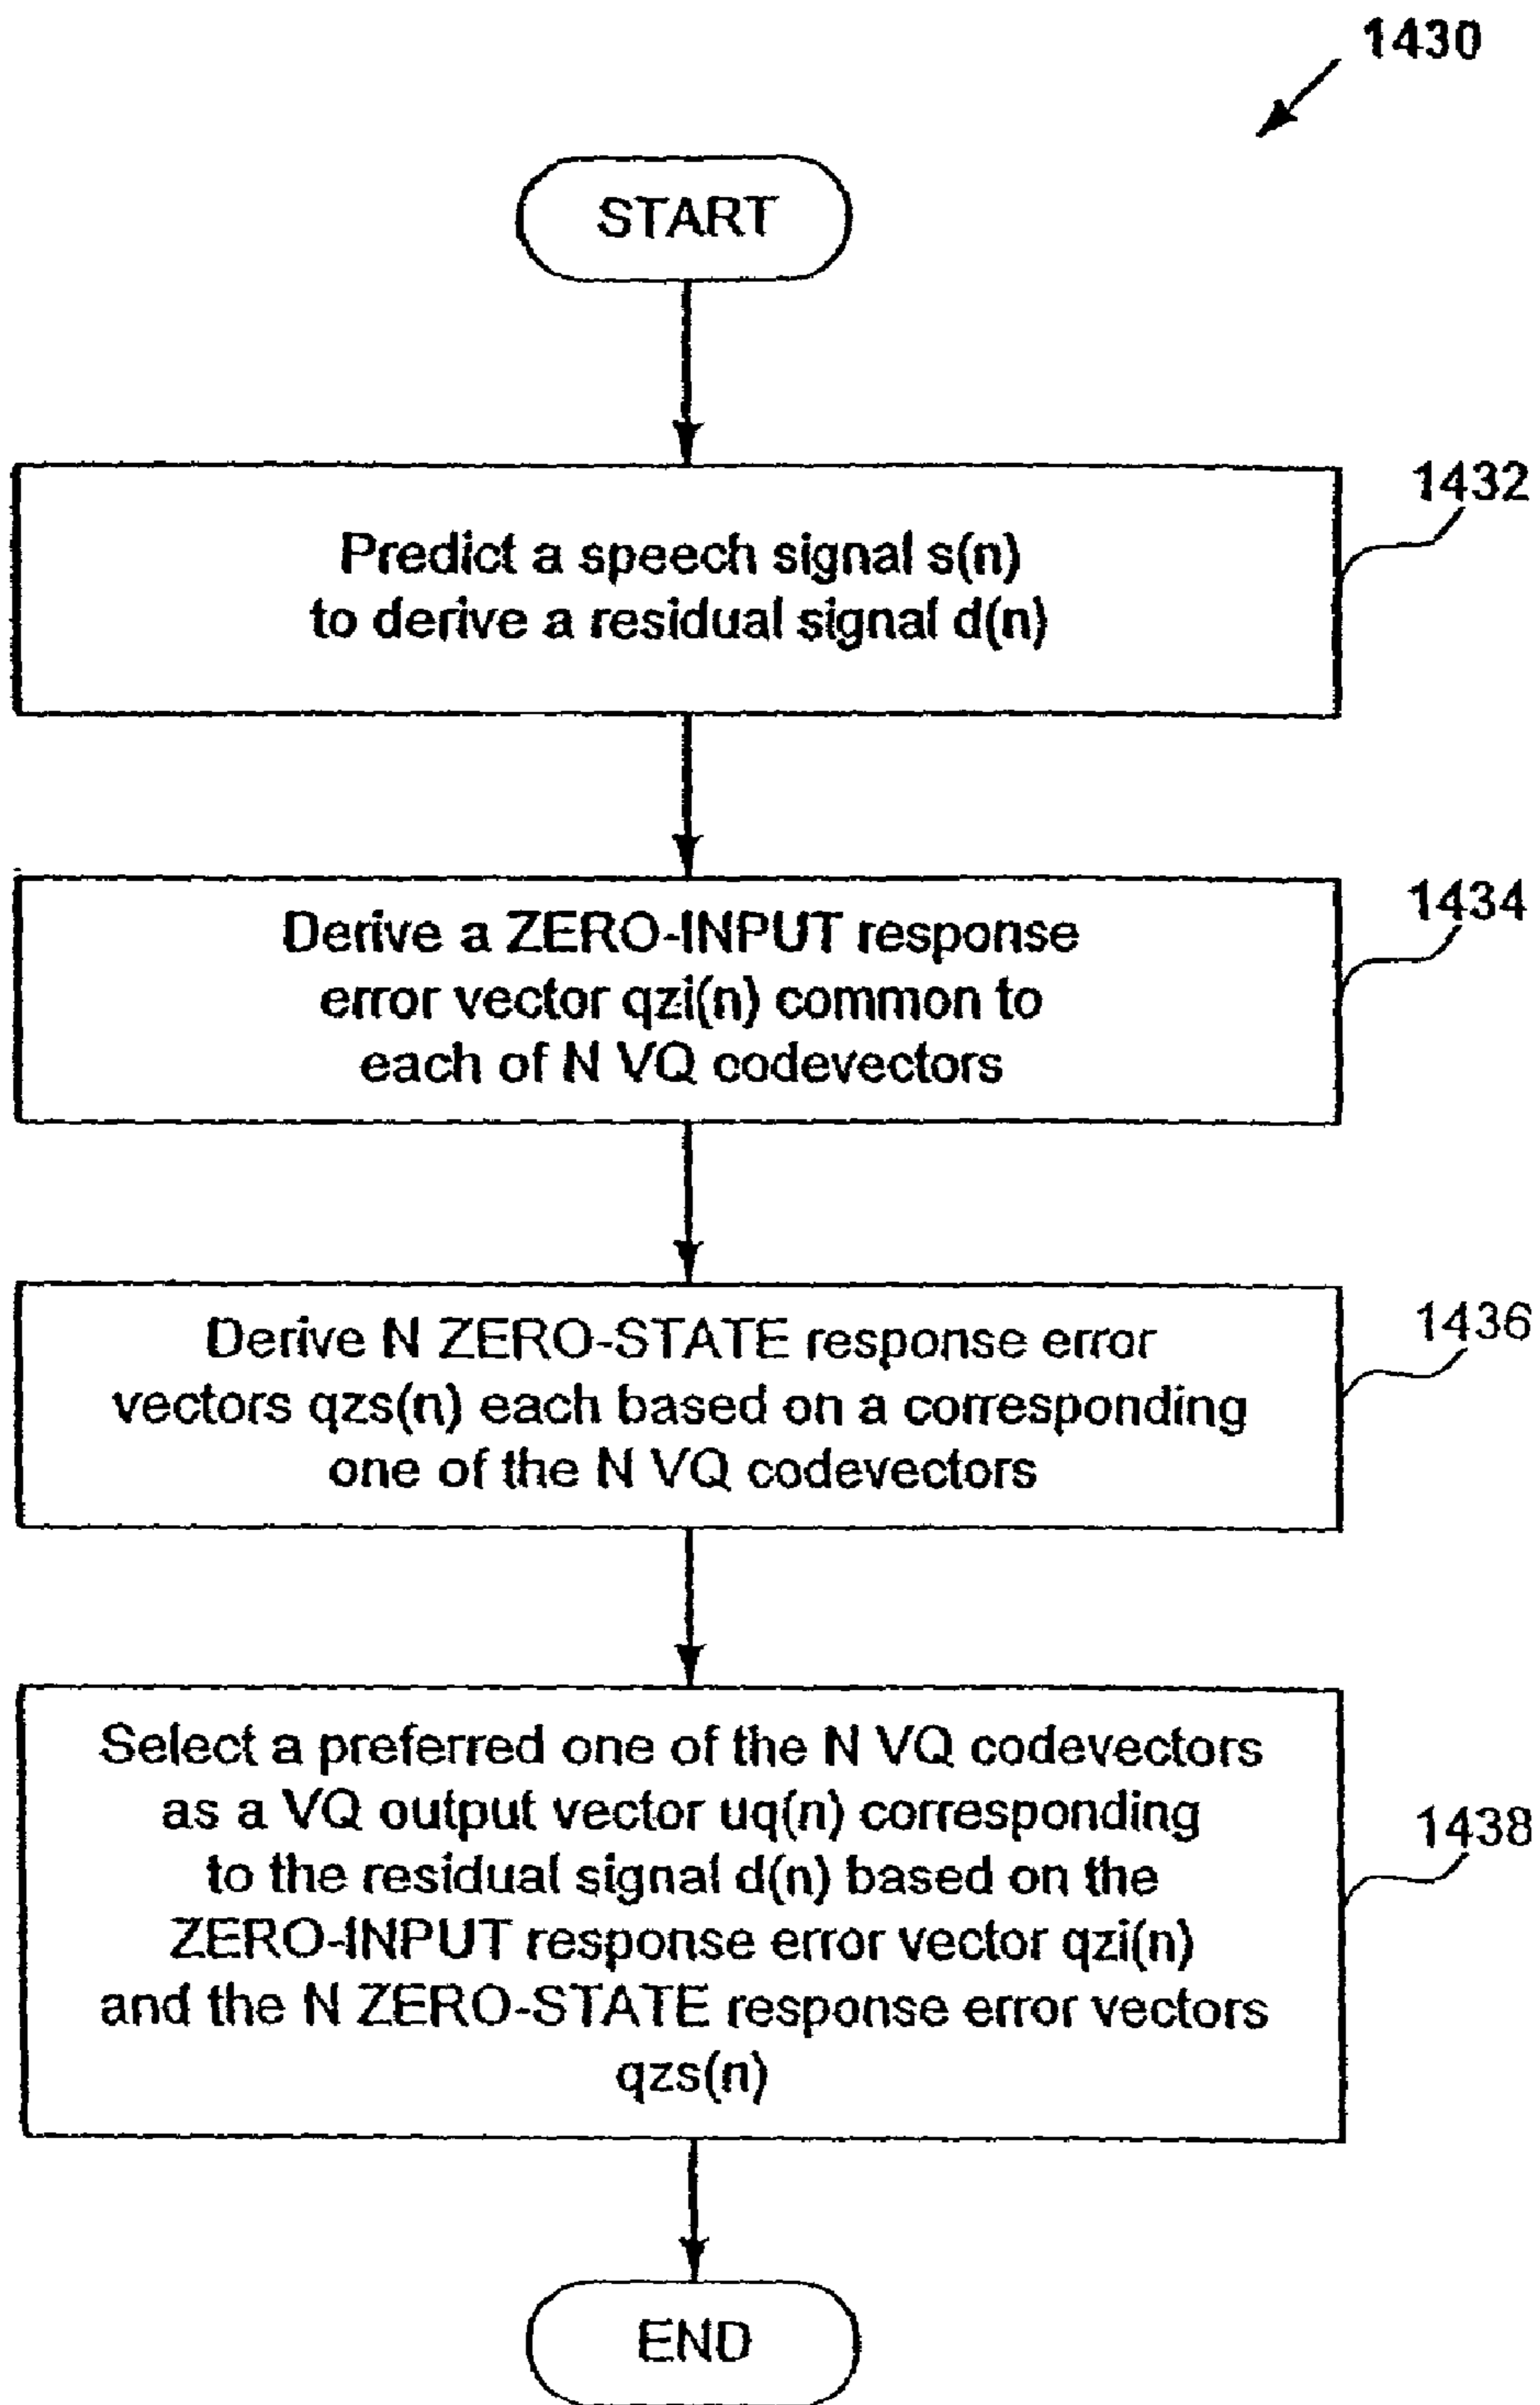 1430
START
1432
Predict a speech signal s(n)
to derive a residual signal d(n)
1434
Derive a ZERO-INPUT response
error vector qzi(n) common to
each of N VQ codevectors
1436
Derive N ZERO-STATE response error
vectors qzs(n) each based on a corresponding
one of the N VQ codevectors
Select a preferred one of the N VQ codevectors
as a VQ output vector uq(n) corresponding
1438
to the residual signal d(n) based on the
ZERO-INPUT response error vector qzi(n)
and the N ZERO-STATE response error vectors
qzs(n)
END